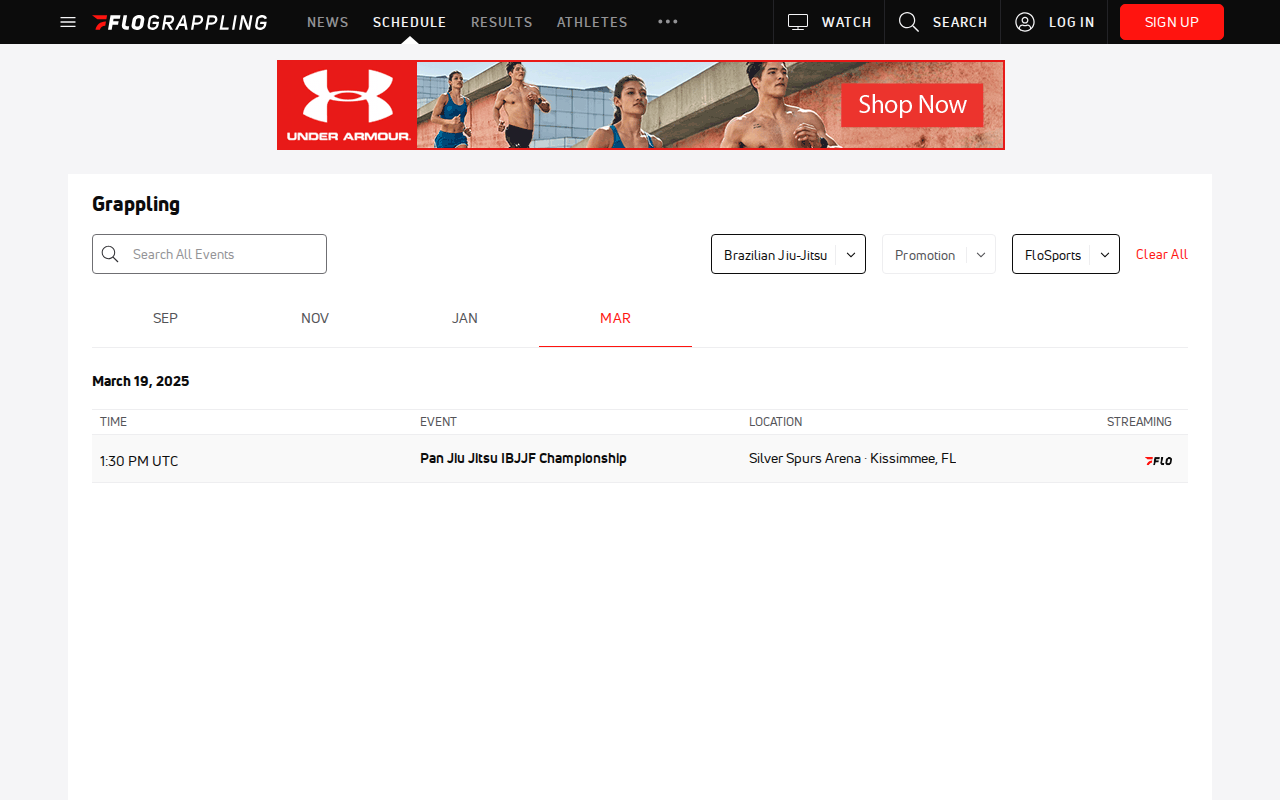 FLOGRAPPLING
NEWS
SCHEDULE
RESULTS
ATHLETES
WATCH
SEARCH
LOG IN
SIGN UP
UNDER ARMOUR.
Shop Now
Grappling
Search All Events
Brazilian Jiu-Jitsu
Promotion
FloSports
Clear All
SEP
NOV
JAN
MAR
March 19, 2025
TIME
EVENT
LOCATION
STREAMING
1:30 PM UTC
Pan Jiu Jitsu IBJJF Championship
Silver Spurs Arena · Kissimmee, FL
FLO